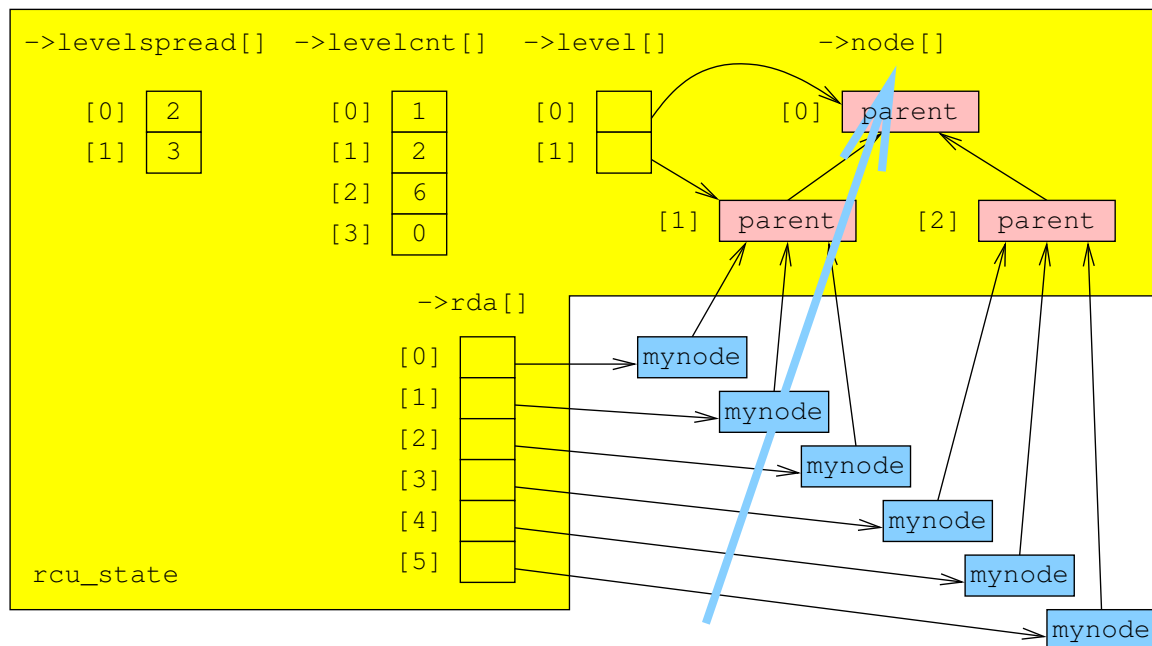 ->levelspread[] ->levelcnt[] ->level[] ->node[]
[0] 2 [0] 1 [0] [0] parent
[1] 3 [1] 2 [1]
[2] 6
[1] parent [2] parent
[3] 0
->rda[]
[0] mynode
[1] mynode
[2] mynode
[3] mynode
[4] mynode
[5] mynode
rcu_state